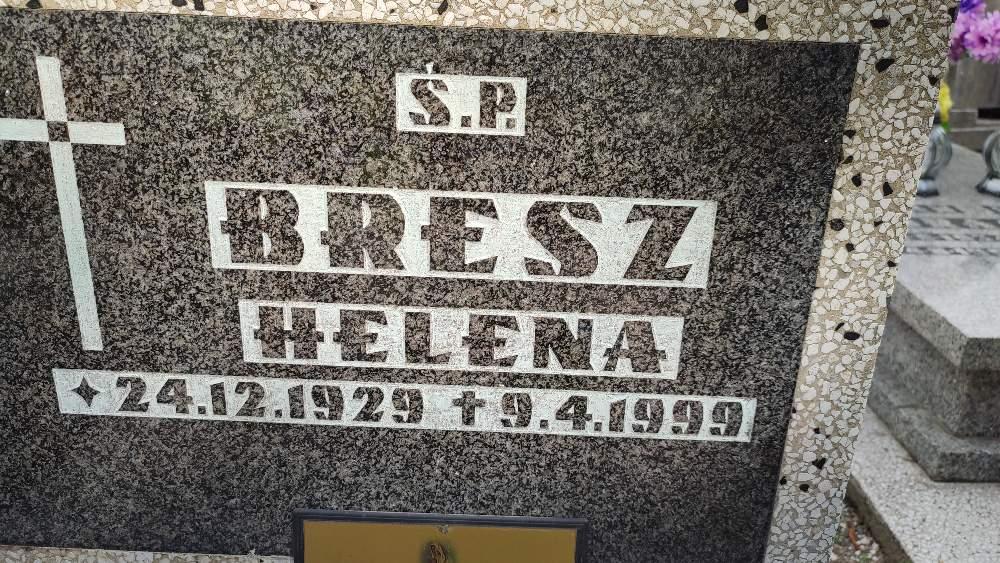 Ś.P.
BRESZ
HELENA
✦24.12.1929 ✝9.4.1999